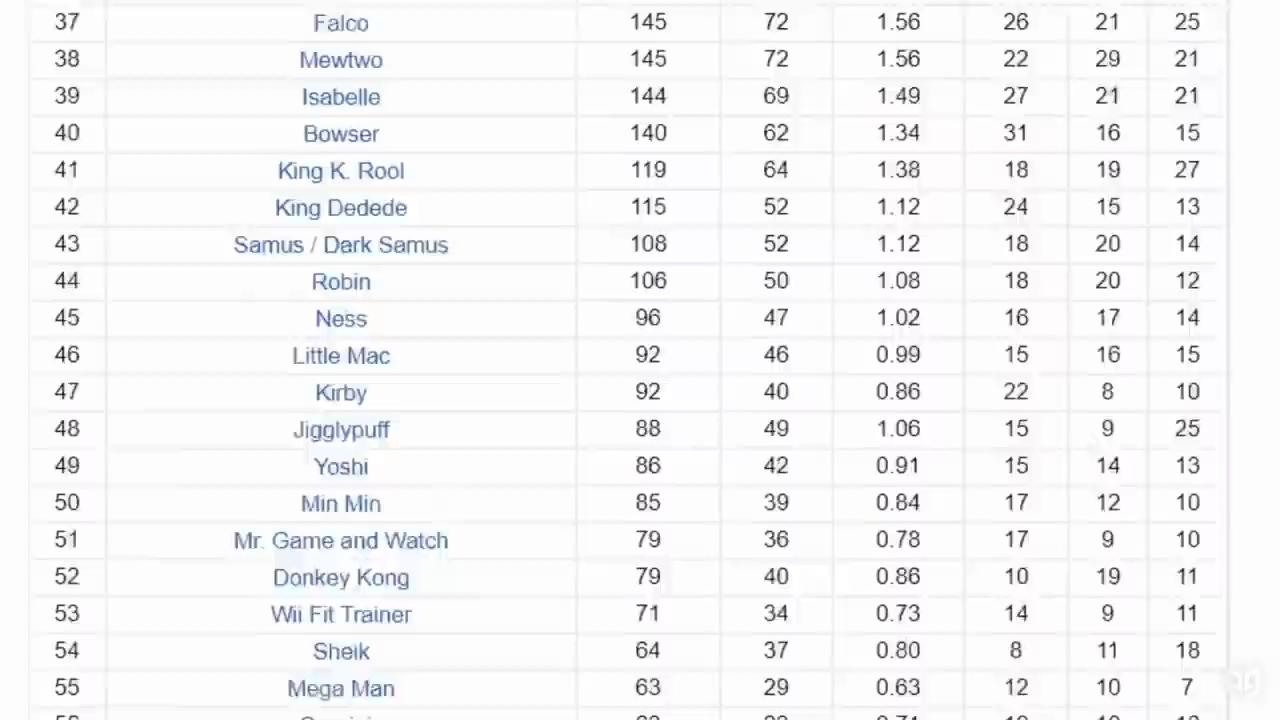 37 Falco 145 72 1.56 26 21 25
38 Mewtwo 145 72 1.56 22 29 21
39 Isabelle 144 69 1.49 27 21 21
40 Bowser 140 62 1.34 31 16 15
41 King K. Rool 119 64 1.38 18 19 27
42 King Dedede 115 52 1.12 24 15 13
43 Samus / Dark Samus 108 52 1.12 18 20 14
44 Robin 106 50 1.08 18 20 12
45 Ness 96 47 1.02 16 17 14
46 Little Mac 92 46 0.99 15 16 15
47 Kirby 92 40 0.86 22 8 10
48 Jigglypuff 88 49 1.06 15 9 25
49 Yoshi 86 42 0.91 15 14 13
50 Min Min 85 39 0.84 17 12 10
51 Mr. Game and Watch 79 36 0.78 17 9 10
52 Donkey Kong 79 40 0.86 10 19 11
53 Wii Fit Trainer 71 34 0.73 14 9 11
54 Sheik 64 37 0.80 8 11 18
55 Mega Man 63 29 0.63 12 10 7